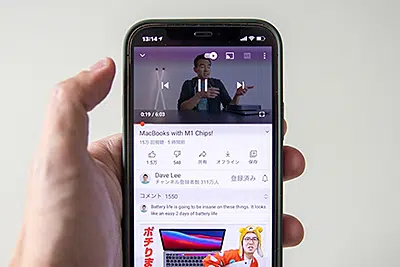 13:14
0:19 / 6:03
MacBooks with M1 Chips!
15万回視聴・1時間前
1.5万
548
共有
オフライン
保存
Dave Lee
チャンネル登録者数 311万人
登録済み
コメント 1550
Battery life is going to be insane on these things. It looks
like an easy 2 days of battery life
ポチりま